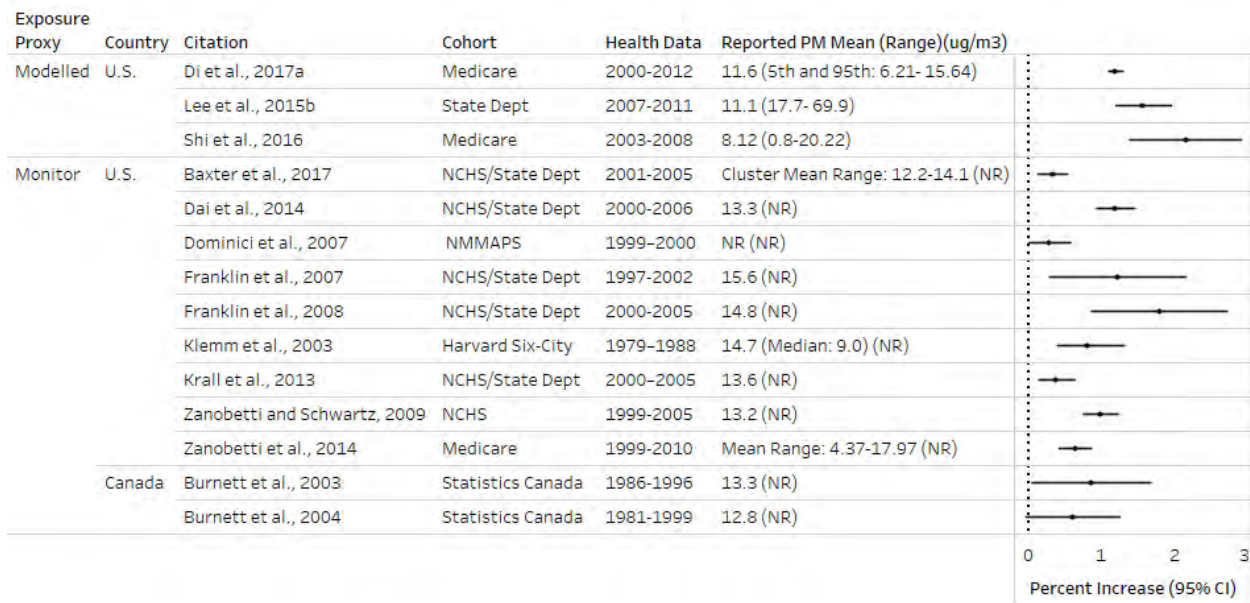 Exposure
Proxy Country Citation Cohort Health Data Reported PM Mean (Range)(ug/m3)
Modelled U.S. Di et al., 2017a Medicare 2000-2012 11.6 (5th and 95th: 6.21- 15.64)
Lee et al., 2015b State Dept 2007-2011 11.1 (17.7- 69.9)
Shi et al., 2016 Medicare 2003-2008 8.12 (0.8-20.22)
Monitor U.S. Baxter et al., 2017 NCHS/State Dept 2001-2005 Cluster Mean Range: 12.2-14.1 (NR)
Dai et al., 2014 NCHS/State Dept 2000-2006 13.3 (NR)
Dominici et al., 2007 NMMAPS 1999–2000 NR (NR)
Franklin et al., 2007 NCHS/State Dept 1997-2002 15.6 (NR)
Franklin et al., 2008 NCHS/State Dept 2000-2005 14.8 (NR)
Klemm et al., 2003 Harvard Six-City 1979–1988 14.7 (Median: 9.0) (NR)
Krall et al., 2013 NCHS/State Dept 2000–2005 13.6 (NR)
Zanobetti and Schwartz, 2009 NCHS 1999-2005 13.2 (NR)
Zanobetti et al., 2014 Medicare 1999-2010 Mean Range: 4.37-17.97 (NR)
Canada Burnett et al., 2003 Statistics Canada 1986-1996 13.3 (NR)
Burnett et al., 2004 Statistics Canada 1981-1999 12.8 (NR)
0 1 2 3
Percent Increase (95% CI)